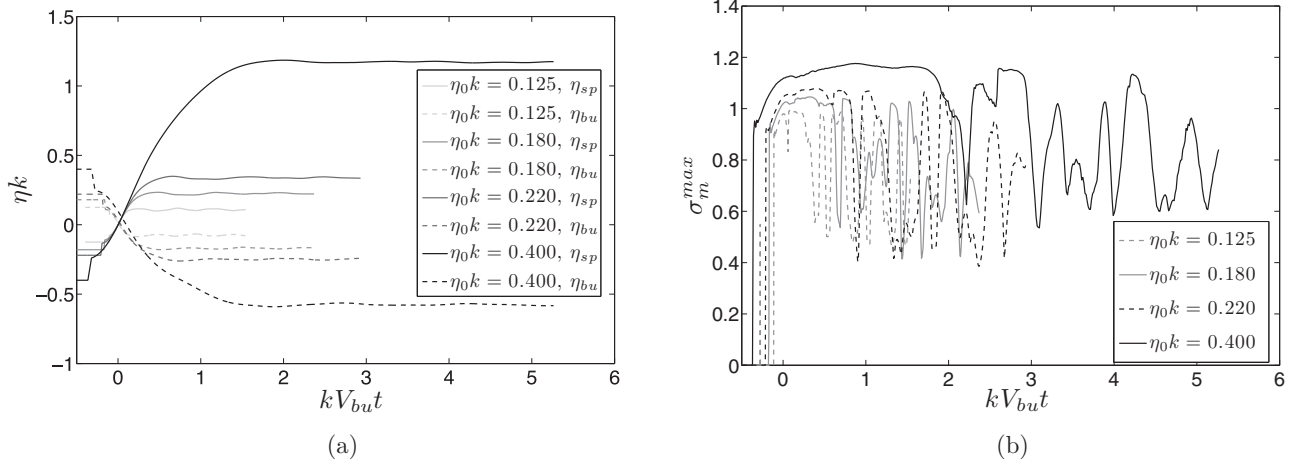 1.5
1
0.5
0
−0.5
−1
ηk
0 1 2 3 4 5 6
kV_{bu}t
η_0k = 0.125, η_{sp}
η_0k = 0.125, η_{bu}
η_0k = 0.180, η_{sp}
η_0k = 0.180, η_{bu}
η_0k = 0.220, η_{sp}
η_0k = 0.220, η_{bu}
η_0k = 0.400, η_{sp}
η_0k = 0.400, η_{bu}
(a)
1.4
1.2
1
0.8
0.6
0.4
0.2
0
σ_m^{max}
0 1 2 3 4 5 6
kV_{bu}t
η_0k = 0.125
η_0k = 0.180
η_0k = 0.220
η_0k = 0.400
(b)